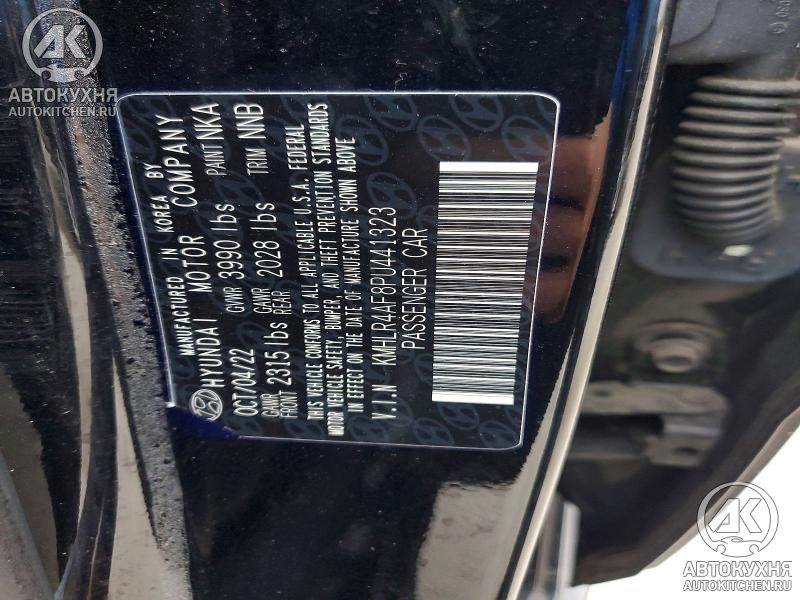 АВТОКУХНЯ
AUTOKITCHEN.RU
MANUFACTURED IN KOREA BY
HYUNDAI MOTOR COMPANY
OCT/04/22 GVWR 3990 lbs PAINT NKA
GAWR FRONT 2315 lbs GAWR REAR 2028 lbs TRIM NNB
THIS VEHICLE CONFORMS TO ALL APPLICABLE U.S.A. FEDERAL
MOTOR VEHICLE SAFETY, BUMPER, AND THEFT PREVENTION STANDARDS
IN EFFECT ON THE DATE OF MANUFACTURE SHOWN ABOVE
V.I.N KMHLR4AF8PU441323
PASSENGER CAR
АВТОКУХНЯ
AUTOKITCHEN.RU